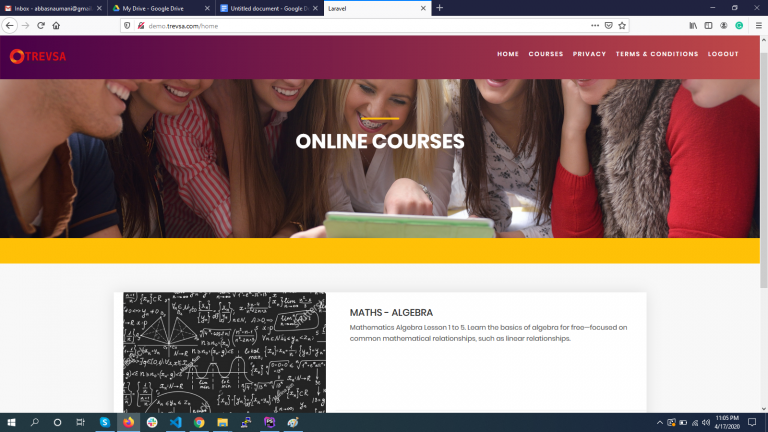 Inbox - abbasnaumani@gmai
My Drive - Google Drive
Untitled document - Google Do
Laravel
demo.trevsa.com/home
TREVSA
HOME
COURSES
PRIVACY
TERMS & CONDITIONS
LOGOUT
ONLINE COURSES
MATHS - ALGEBRA
Mathematics Algebra Lesson 1 to 5. Learn the basics of algebra for free—focused on
common mathematical relationships, such as linear relationships.
11:05 PM
4/17/2020